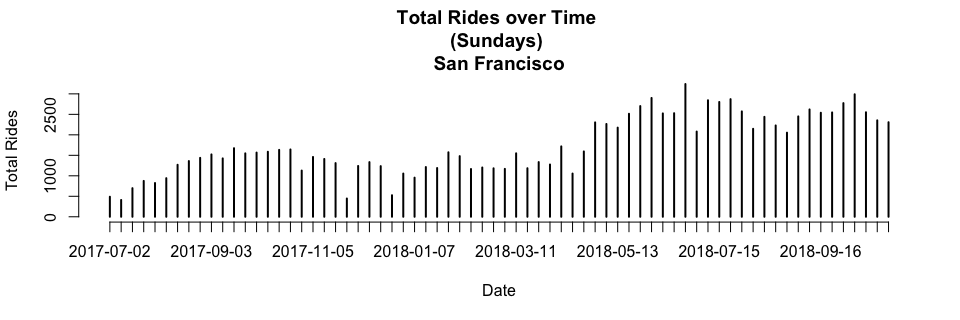 Total Rides over Time
(Sundays)
San Francisco
Total Rides
2500
1000
0
2017-07-02 2017-09-03 2017-11-05 2018-01-07 2018-03-11 2018-05-13 2018-07-15 2018-09-16
Date